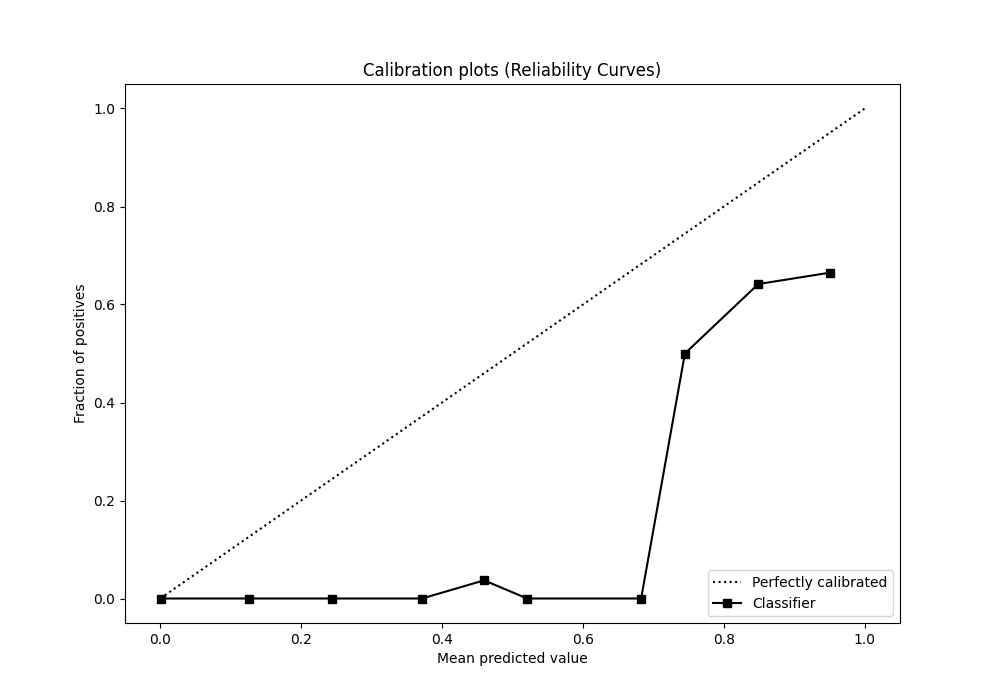 Calibration plots (Reliability Curves)
1.0
0.8
0.6
0.4
0.2
0.0
Fraction of positives
Perfectly calibrated
Classifier
0.0 0.2 0.4 0.6 0.8 1.0
Mean predicted value